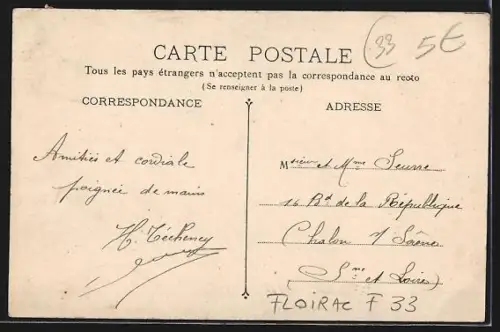 33
5€
CARTE POSTALE
Tous les pays étrangers n'acceptent pas la correspondance au recto
(Se renseigner à la poste)
CORRESPONDANCE
Amitiés et cordiale
poignée de mains
H. Téchency
ADRESSE
Msieur et Mme Seurre
16 Bd de la République
Chalon s/ Saône
(Sne et Loire)
FLOIRAC F 33